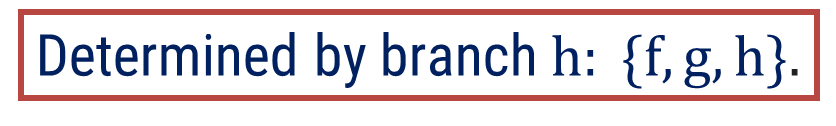 Determined by branch h: {f, g, h}.